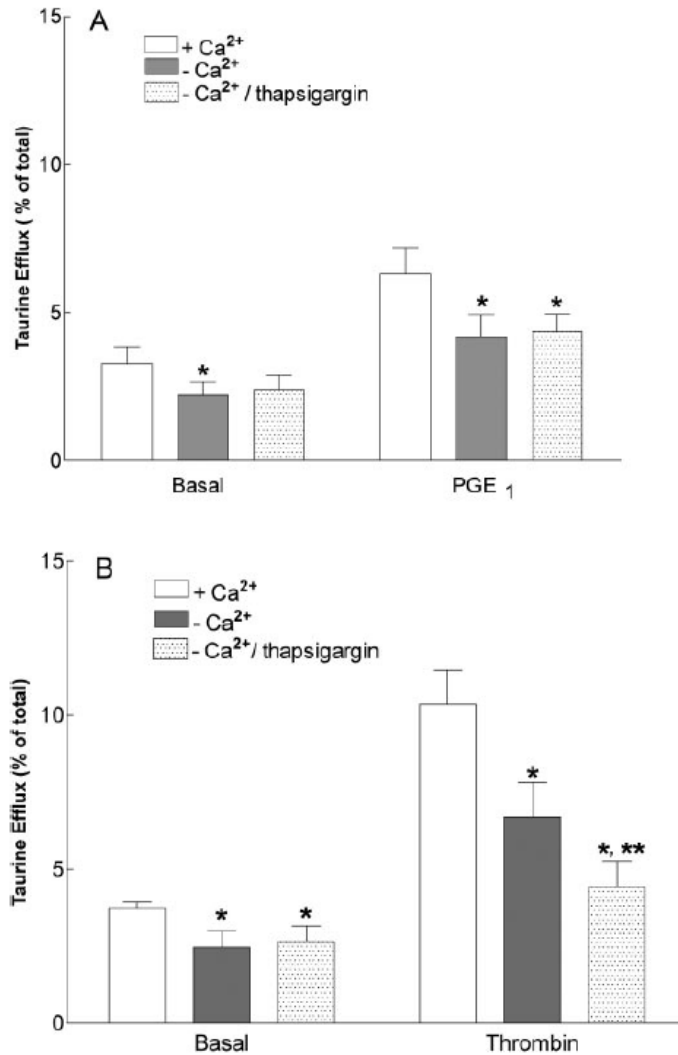 A
15
+ Ca²⁺
- Ca²⁺
- Ca²⁺ / thapsigargin
10
Taurine Efflux ( % of total)
5
*
*
*
0
Basal
PGE ₁
15
B
+ Ca²⁺
- Ca²⁺
- Ca²⁺/ thapsigargin
10
Taurine Efflux (% of total)
*
*, **
5
*
*
0
Basal
Thrombin